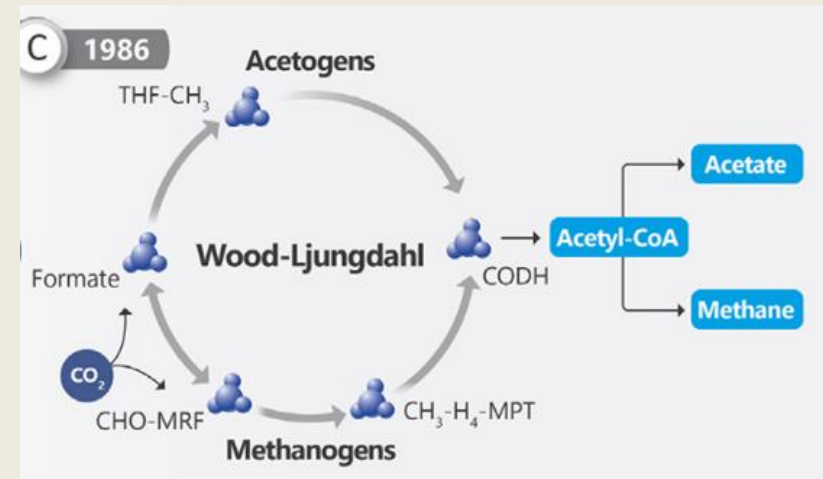 C 1986
Acetogens
THF-CH₃
Acetate
Wood-Ljungdahl
Acetyl-CoA
Formate
CODH
Methane
CO₂
CHO-MRF
CH₃-H₄-MPT
Methanogens